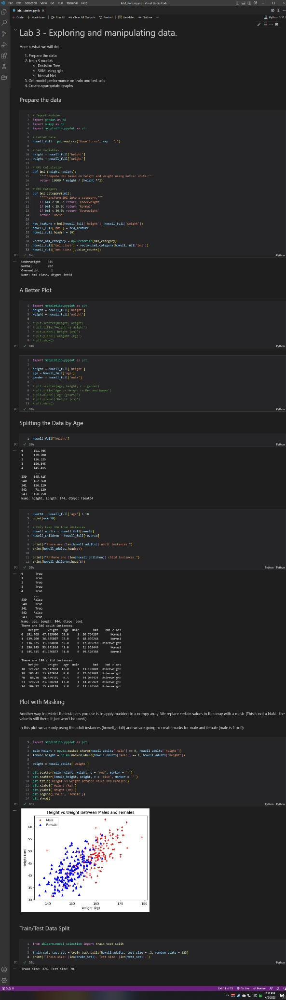 File Edit Selection View Go Run Terminal Help lab3_starter.ipynb - Visual Studio Code
lab3_starter.ipynb
+ Code + Markdown Run All Clear All Outputs Restart Variables Outline ... Python 3.11.
Lab 3 - Exploring and manipulating data.
Here is what we will do:
1. Prepare the data
2. Train 3 models
Decision Tree
SVM using rgb
Neural Net
3. Get model performance on train and test sets
4. Create appropriate graphs
Prepare the data
1 # Import Modules
2 import pandas as pd
3 import numpy as np
4 import matplotlib.pyplot as plt
5
6 # Gather Data
7 howell_full = pd.read_csv("Howell.csv", sep = ";")
8
9 # Set variables
10 height = howell_full['height']
11 weight = howell_full['weight']
12
13 # BMI Calculation
14 def bmi (height, weight):
15 """Compute BMI based on height and weight using metric units."""
16 return 10000 * weight / (height **2)
17
18 # BMI Category
19 def bmi_category(bmi):
20 """Transform BMI into a category."""
21 if bmi < 18.5: return 'Underweight'
22 if bmi < 25.0: return 'Normal'
23 if bmi < 30.0: return 'Overweight'
24 return 'Obese'
25
26 new_feature = bmi(howell_full['height'], howell_full['weight'])
27 howell_full['bmi'] = new_feature
28 howell_full.head(n = 10)
29
30 vector_bmi_category = np.vectorize(bmi_category)
31 howell_full['bmi class'] = vector_bmi_category(howell_full['bmi'])
32 howell_full['bmi class'].value_counts()
[1] 0.4s Python
Underweight 341
Normal 202
Overweight 1
Name: bmi class, dtype: int64
A Better Plot
1 import matplotlib.pyplot as plt
2 height = howell_full['height']
3 weight = howell_full['weight']
4
5 # plt.scatter(height, weight)
6 # plt.title('Height vs Weight')
7 # plt.xlabel('height (cm)')
8 # plt.ylabel('weigdht (kg)')
9 # plt.show()
[2] 0.0s Python
1 import matplotlib.pyplot as plt
2
3 height = howell_full['height']
4 age = howell_full['age']
5 gender = howell_full['male']
6
7 # plt.scatter(age, height, c = gender)
8 # plt.title('Age vs Height in Men and Women')
9 # plt.xlabel('Age (years)')
10 # plt.ylabel('Height (cm)')
11 # plt.show()
[3] 0.0s Python
Splitting the Data by Age
1 howell_full['height']
[4] 0.0s Python
0 151.765
1 139.700
2 136.525
3 156.845
4 145.415
...
539 145.415
540 162.560
541 156.210
542 71.120
543 158.750
Name: height, Length: 544, dtype: float64
1 over18 = howell_full['age'] > 18
2 print(over18)
3
4 # Only keep the true instances
5 howell_adults = howell_full[over18]
6 howell_children = howell_full[~over18]
7
8 print(f"There are {len(howell_adults)} adult instances.")
9 print(howell_adults.head(5))
10
11 print(f"\nThere are {len(howell_children)} child instances.")
12 print(howell_children.head(5))
[5] 0.0s Python Python
0 True
1 True
2 True
3 True
4 True
...
539 False
540 True
541 True
542 False
543 True
Name: age, Length: 544, dtype: bool
There are 346 adult instances.
height weight age male bmi bmi class
0 151.765 47.825606 63.0 1 20.764297 Normal
1 139.700 36.485807 63.0 0 18.695244 Normal
2 136.525 31.864838 65.0 0 17.095718 Underweight
3 156.845 53.041914 41.0 1 21.561444 Normal
4 145.415 41.276872 51.0 0 19.520384 Normal
There are 198 child instances.
height weight age male bmi bmi class
18 121.92 19.617854 12.0 1 13.197801 Underweight
19 105.41 13.947954 8.0 0 12.552981 Underweight
20 86.36 10.489315 6.5 0 14.064421 Underweight
23 129.54 23.586784 13.0 1 14.055974 Underweight
24 109.22 15.989118 7.0 0 13.403560 Underweight
Plot with Masking
Another way to restrict the instances you use is to apply masking to a numpy array. We replace certain values in the array with a mask. (This is not a NaN... the
value is still there, it just won't be used.)
In this plot we are only using the adult instances (howell_adult) and we are going to create masks for male and female (male is 1 or 0)
1 import matplotlib.pyplot as plt
2
3 male_height = np.ma.masked_where(howell_adults['male'] == 0, howell_adults['height'])
4 female_height = np.ma.masked_where(howell_adults['male'] == 1, howell_adults['height'])
5
6 weight = howell_adults['weight']
7
8 plt.scatter(male_height, weight, c = 'red', marker = '+')
9 plt.scatter(female_height, weight, c = 'blue', marker = '^')
10 plt.title('Height vs Weight Between Males and Females')
11 plt.xlabel('Weight (kg)')
12 plt.ylabel('Height (cm)')
13 plt.legend(['Male', 'Female'])
14 plt.show()
[6] 0.1s Python Python
Height vs Weight Between Males and Females
Male
Female
60
55
50
45
40
35
30
Height (cm)
140 150 160 170 180
Weight (kg)
Train/Test Data Split
1 from sklearn.model_selection import train_test_split
2
3 train_set, test_set = train_test_split(howell_adults, test_size = .2, random_state = 123)
4 print(f"Train size: {len(train_set)}. Test size: {len(test_set)}.")
[7] 0.3s Python
Train size: 276. Test size: 70.
0 0 Cell 11 of 13 Go Live Prettier
7:27 PM
4/2/2023